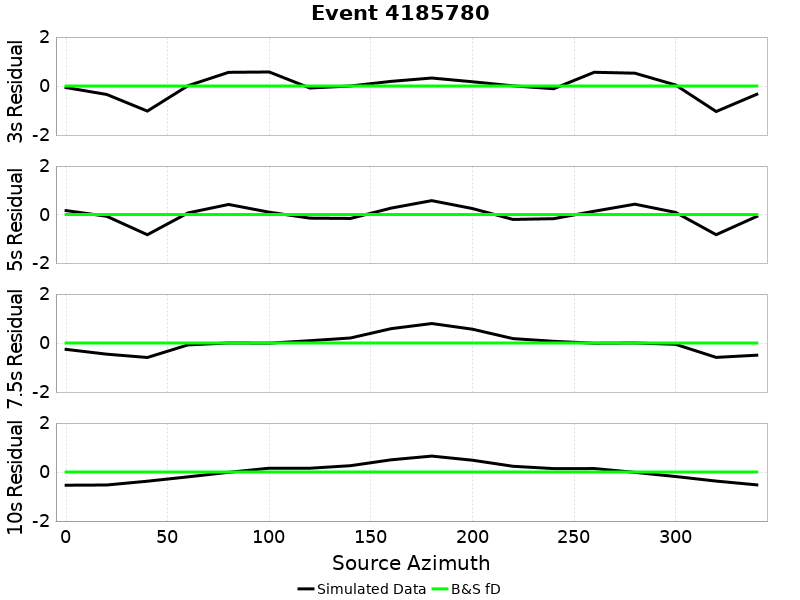 Event 4185780
3s Residual
2
0
-2
5s Residual
2
0
-2
7.5s Residual
2
0
-2
10s Residual
2
0
-2
0 50 100 150 200 250 300
Source Azimuth
Simulated Data B&S fD